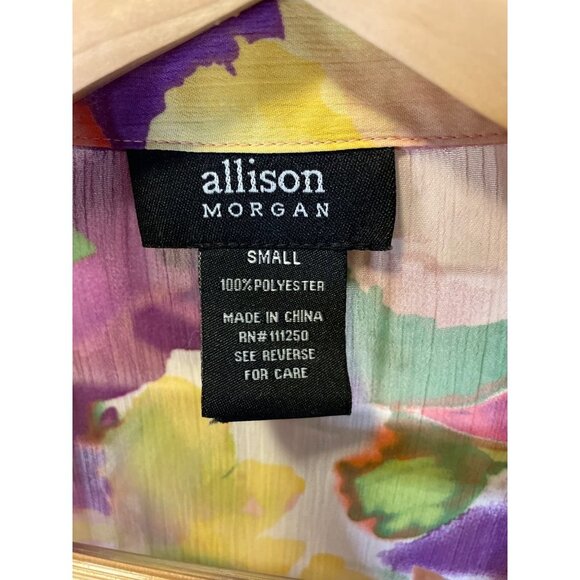 allison
MORGAN
SMALL
100% POLYESTER
MADE IN CHINA
RN# 111250
SEE REVERSE
FOR CARE